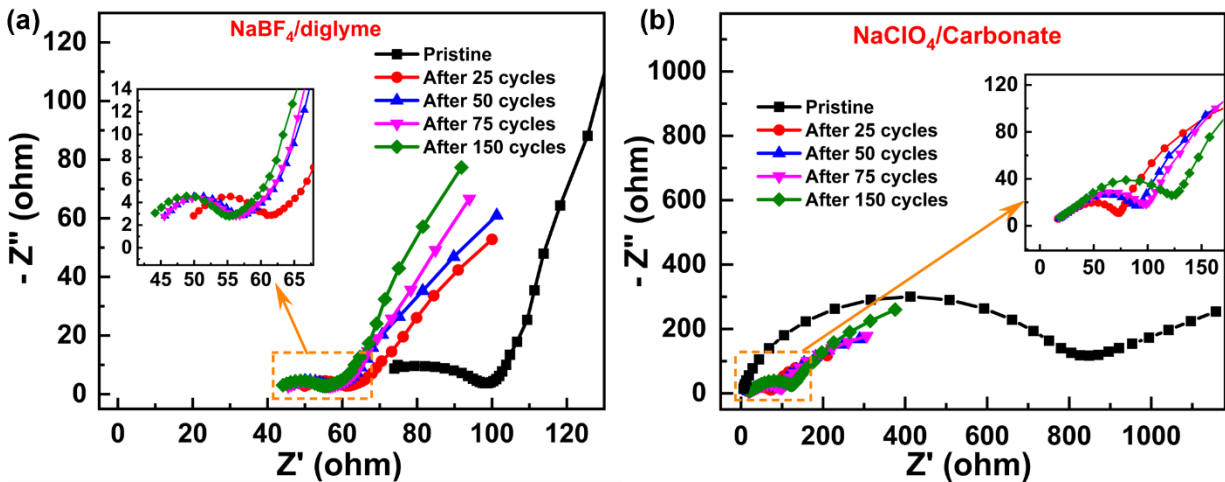 (a)
NaBF4/diglyme
Pristine
After 25 cycles
After 50 cycles
After 75 cycles
After 150 cycles
14
12
10
8
6
4
2
0
45 50 55 60 65
120
100
80
60
40
20
0
- Z" (ohm)
0 20 40 60 80 100 120
Z' (ohm)
(b)
NaClO4/Carbonate
Pristine
After 25 cycles
After 50 cycles
After 75 cycles
After 150 cycles
120
80
40
0
0 50 100 150
1000
800
600
400
200
0
- Z" (ohm)
0 200 400 600 800 1000
Z' (ohm)